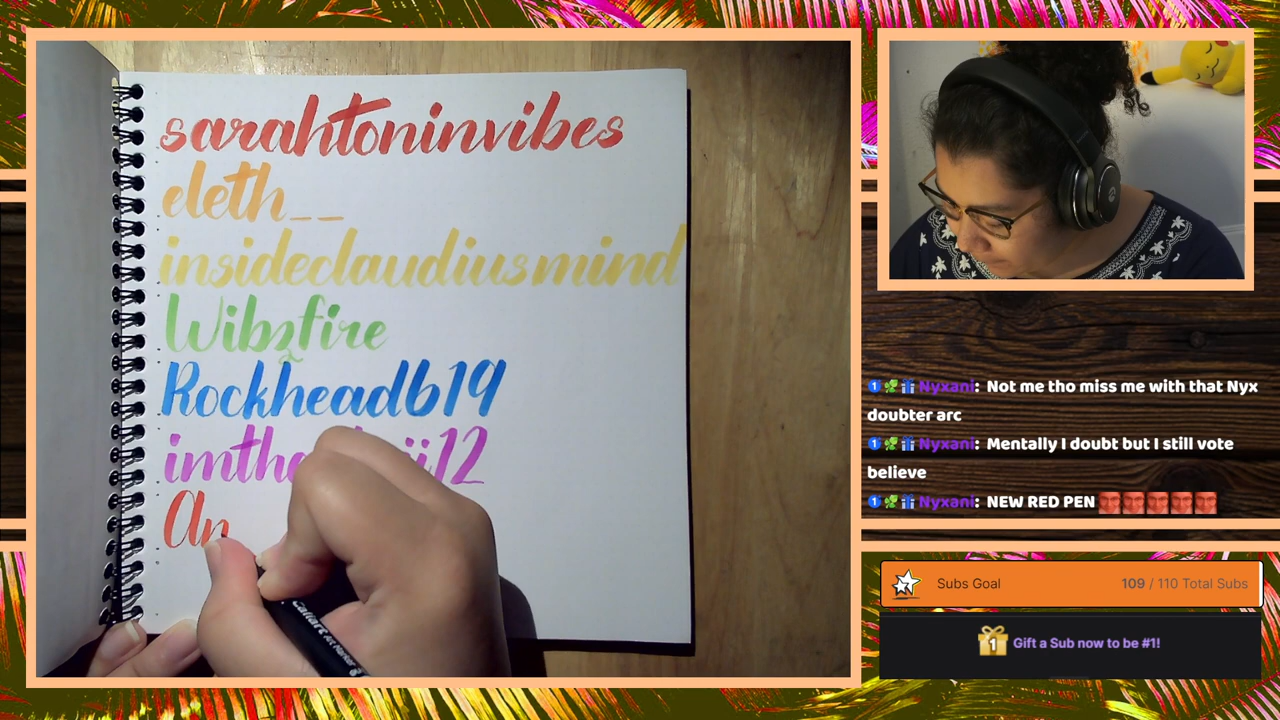 sarahtoninvibes
eleth__
insideclaudiusmind
Wibzfire
Rockheadb19
An
Nyxani: Not me tho miss me with that Nyx
doubter arc
Nyxani: Mentally I doubt but I still vote
believe
Nyxani: NEW RED PEN
Subs Goal 109 / 110 Total Subs
1 Gift a Sub now to be #1!